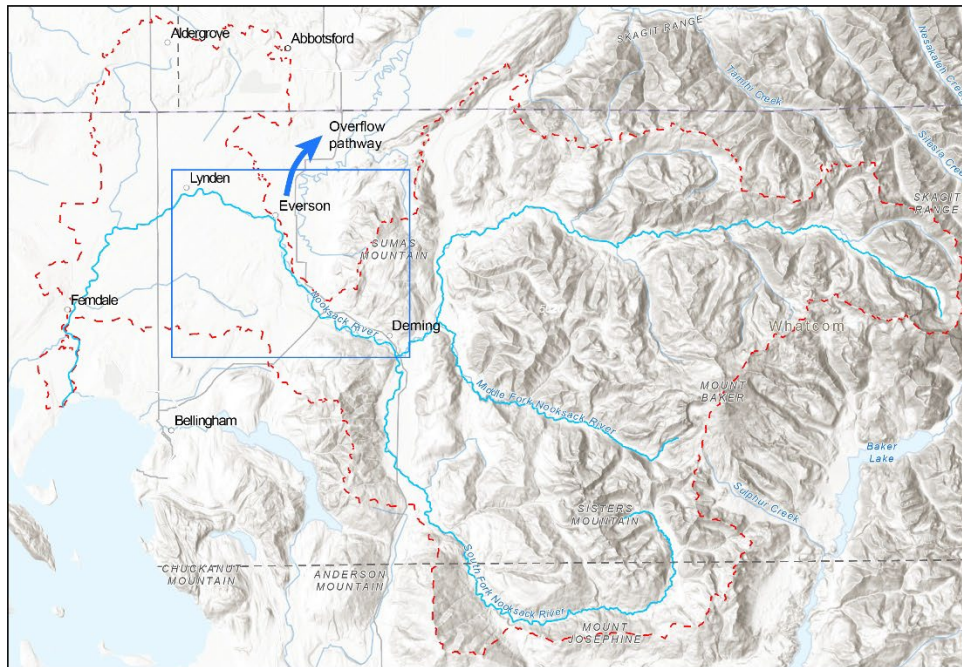 Aldergrove
Abbotsford
SKAGIT RANGE
Tamihi Creek
Nesakatch Creek
Silesia Creek
Overflow
pathway
Lynden
Everson
SKAGIT
RANGE
SUMAS
MOUNTAIN
Ferndale
Nooksack River
Deming
Whatcom
MOUNT
BAKER
Middle Fork Nooksack River
Bellingham
Baker
Lake
Sulphur Creek
SISTERS
MOUNTAIN
South Fork Nooksack River
CHUCKANUT
MOUNTAIN
ANDERSON
MOUNTAIN
MOUNT
JOSEPHINE